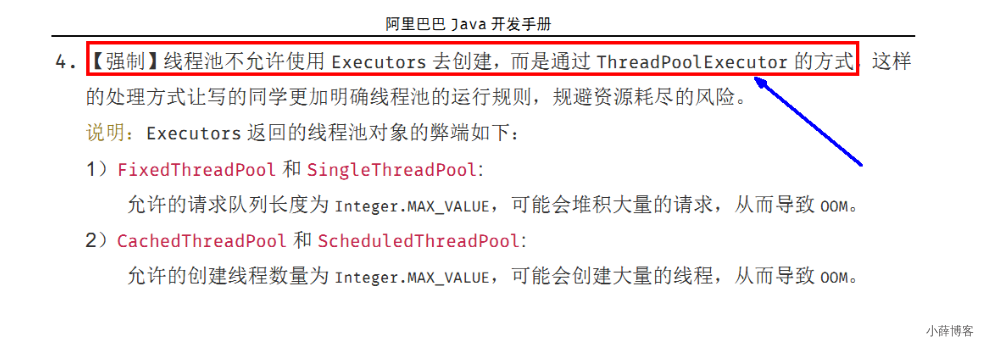 阿里巴巴 Java 开发手册
4. 【强制】线程池不允许使用 Executors 去创建，而是通过 ThreadPoolExecutor 的方式，这样
的处理方式让写的同学更加明确线程池的运行规则，规避资源耗尽的风险。
说明：Executors 返回的线程池对象的弊端如下：
1）FixedThreadPool 和 SingleThreadPool:
允许的请求队列长度为 Integer.MAX_VALUE，可能会堆积大量的请求，从而导致 OOM。
2）CachedThreadPool 和 ScheduledThreadPool:
允许的创建线程数量为 Integer.MAX_VALUE，可能会创建大量的线程，从而导致 OOM。
小薛博客